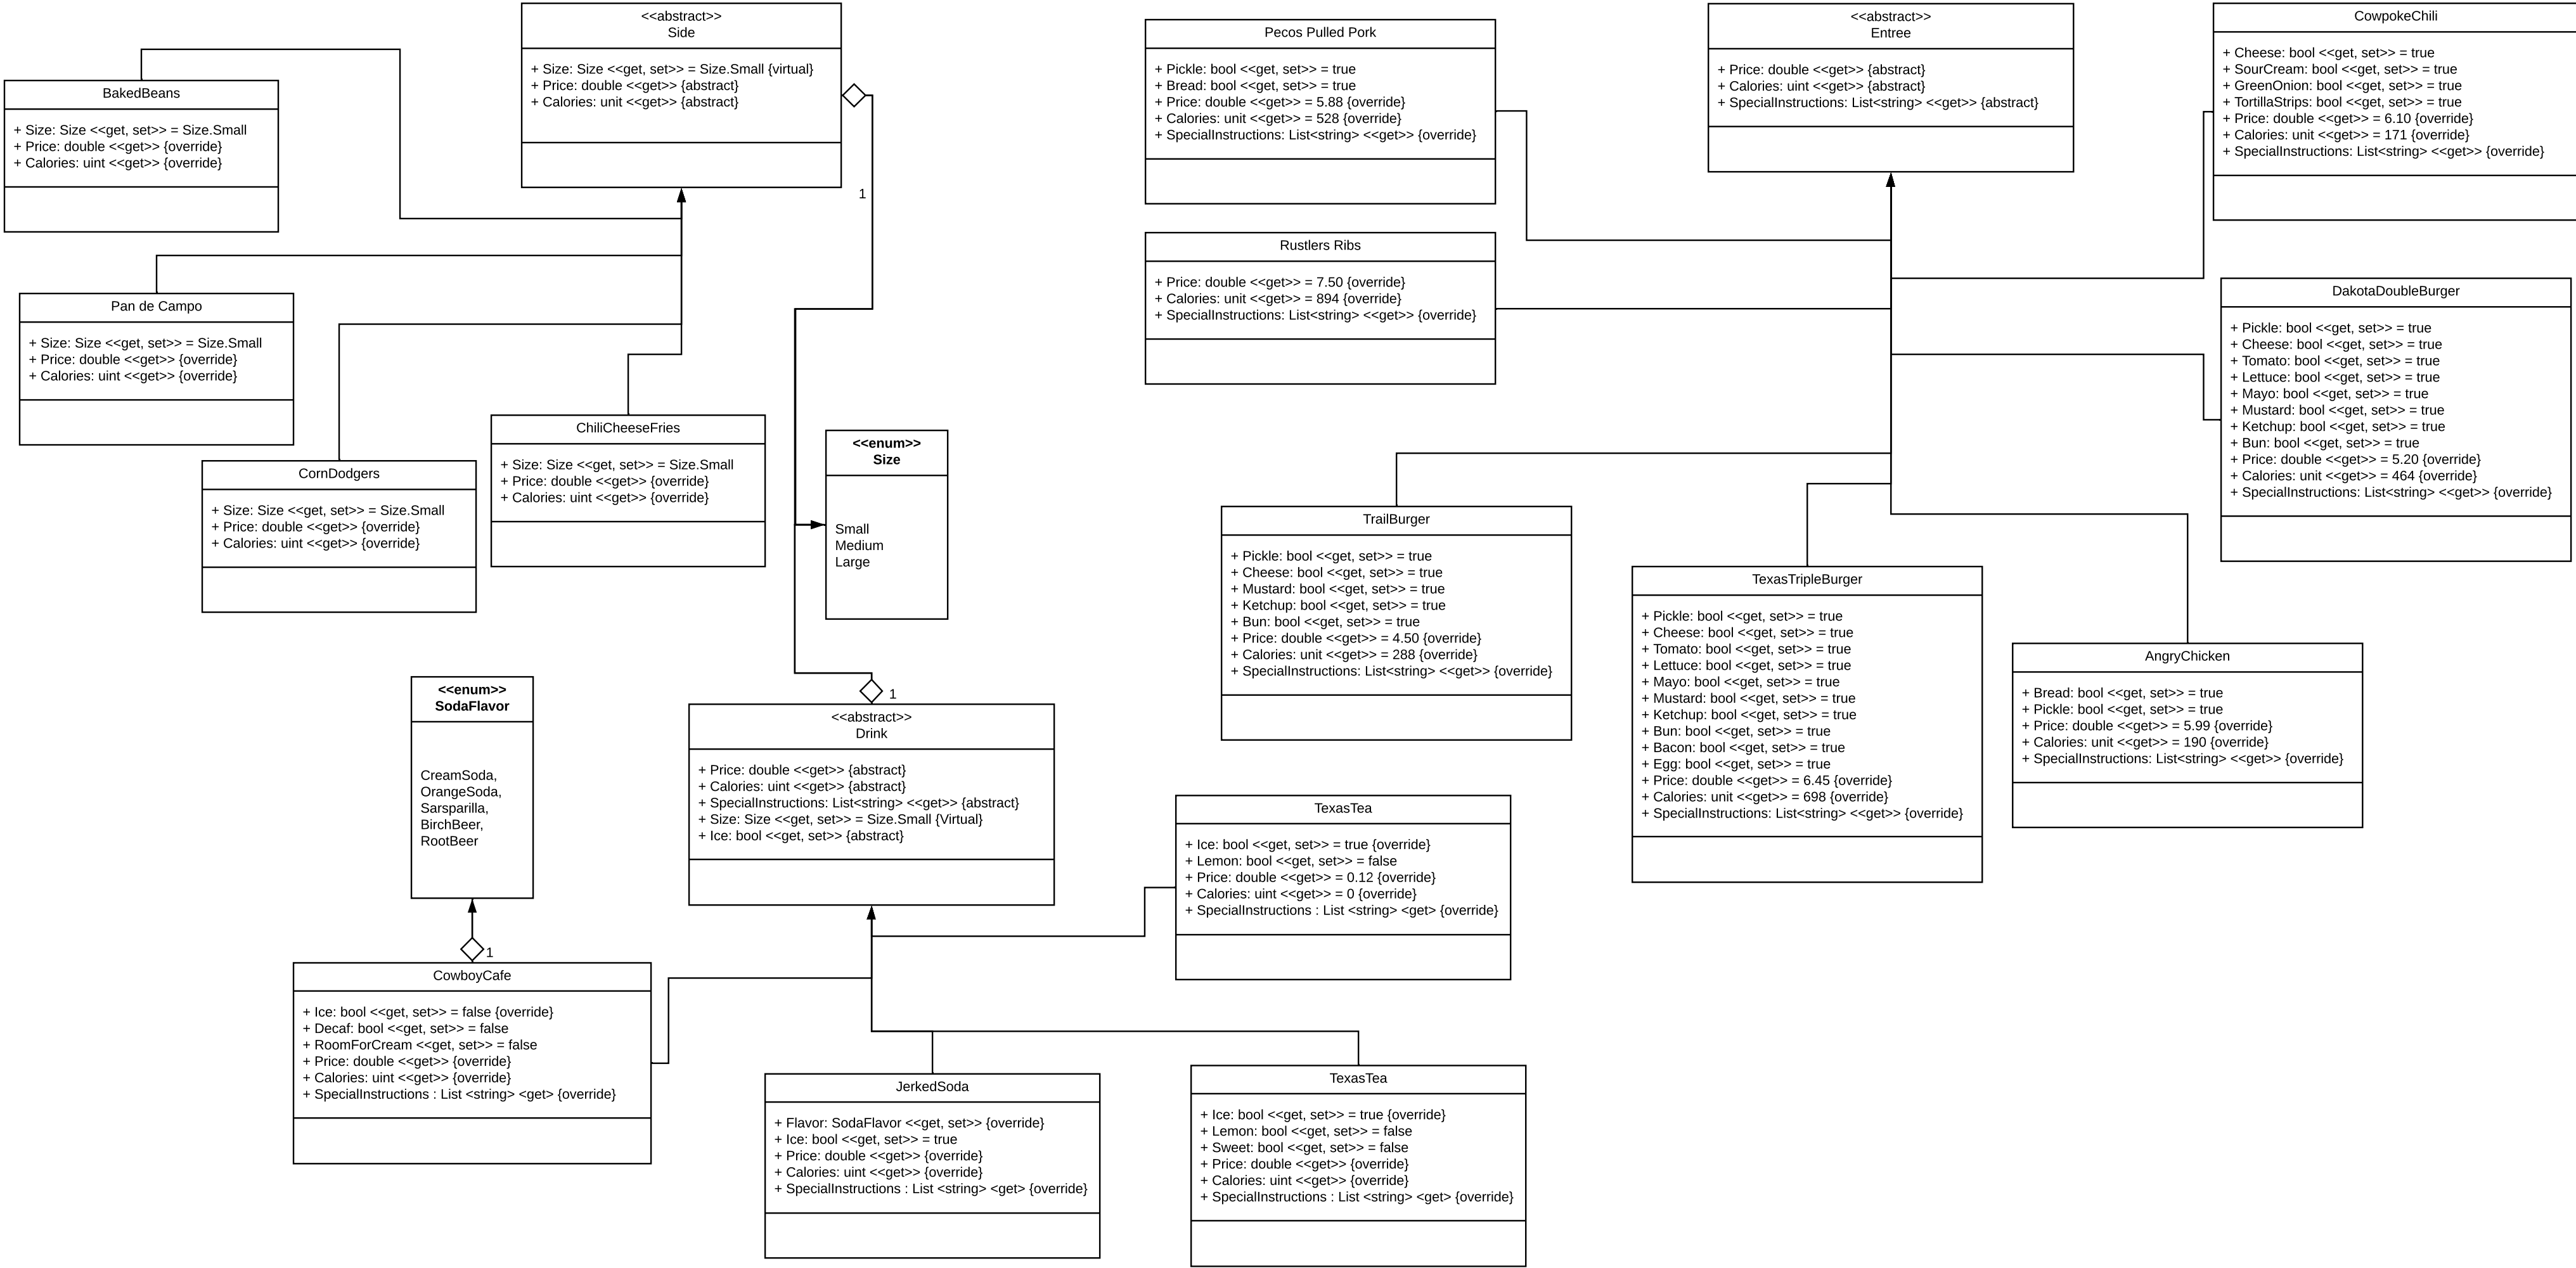 <<abstract>>
Side
+ Size: Size <<get, set>> = Size.Small {virtual}
+ Price: double <<get>> {abstract}
+ Calories: unit <<get>> {abstract}
1
BakedBeans
+ Size: Size <<get, set>> = Size.Small
+ Price: double <<get>> {override}
+ Calories: uint <<get>> {override}
Pan de Campo
+ Size: Size <<get, set>> = Size.Small
+ Price: double <<get>> {override}
+ Calories: uint <<get>> {override}
CornDodgers
+ Size: Size <<get, set>> = Size.Small
+ Price: double <<get>> {override}
+ Calories: uint <<get>> {override}
ChiliCheeseFries
+ Size: Size <<get, set>> = Size.Small
+ Price: double <<get>> {override}
+ Calories: uint <<get>> {override}
<<enum>>
Size
Small
Medium
Large
<<enum>>
SodaFlavor
CreamSoda,
OrangeSoda,
Sarsparilla,
BirchBeer,
RootBeer
1
1
<<abstract>>
Drink
+ Price: double <<get>> {abstract}
+ Calories: uint <<get>> {abstract}
+ SpecialInstructions: List<string> <<get>> {abstract}
+ Size: Size <<get, set>> = Size.Small {Virtual}
+ Ice: bool <<get, set>> {abstract}
CowboyCafe
+ Ice: bool <<get, set>> = false {override}
+ Decaf: bool <<get, set>> = false
+ RoomForCream <<get, set>> = false
+ Price: double <<get>> {override}
+ Calories: uint <<get>> {override}
+ SpecialInstructions : List <string> <get> {override}
JerkedSoda
+ Flavor: SodaFlavor <<get, set>> {override}
+ Ice: bool <<get, set>> = true
+ Price: double <<get>> {override}
+ Calories: uint <<get>> {override}
+ SpecialInstructions : List <string> <get> {override}
TexasTea
+ Ice: bool <<get, set>> = true {override}
+ Lemon: bool <<get, set>> = false
+ Price: double <<get>> = 0.12 {override}
+ Calories: uint <<get>> = 0 {override}
+ SpecialInstructions : List <string> <get> {override}
TexasTea
+ Ice: bool <<get, set>> = true {override}
+ Lemon: bool <<get, set>> = false
+ Sweet: bool <<get, set>> = false
+ Price: double <<get>> {override}
+ Calories: uint <<get>> {override}
+ SpecialInstructions : List <string> <get> {override}
Pecos Pulled Pork
+ Pickle: bool <<get, set>> = true
+ Bread: bool <<get, set>> = true
+ Price: double <<get>> = 5.88 {override}
+ Calories: unit <<get>> = 528 {override}
+ SpecialInstructions: List<string> <<get>> {override}
Rustlers Ribs
+ Price: double <<get>> = 7.50 {override}
+ Calories: unit <<get>> = 894 {override}
+ SpecialInstructions: List<string> <<get>> {override}
<<abstract>>
Entree
+ Price: double <<get>> {abstract}
+ Calories: uint <<get>> {abstract}
+ SpecialInstructions: List<string> <<get>> {abstract}
CowpokeChili
+ Cheese: bool <<get, set>> = true
+ SourCream: bool <<get, set>> = true
+ GreenOnion: bool <<get, set>> = true
+ TortillaStrips: bool <<get, set>> = true
+ Price: double <<get>> = 6.10 {override}
+ Calories: unit <<get>> = 171 {override}
+ SpecialInstructions: List<string> <<get>> {override}
DakotaDoubleBurger
+ Pickle: bool <<get, set>> = true
+ Cheese: bool <<get, set>> = true
+ Tomato: bool <<get, set>> = true
+ Lettuce: bool <<get, set>> = true
+ Mayo: bool <<get, set>> = true
+ Mustard: bool <<get, set>> = true
+ Ketchup: bool <<get, set>> = true
+ Bun: bool <<get, set>> = true
+ Price: double <<get>> = 5.20 {override}
+ Calories: unit <<get>> = 464 {override}
+ SpecialInstructions: List<string> <<get>> {override}
TrailBurger
+ Pickle: bool <<get, set>> = true
+ Cheese: bool <<get, set>> = true
+ Mustard: bool <<get, set>> = true
+ Ketchup: bool <<get, set>> = true
+ Bun: bool <<get, set>> = true
+ Price: double <<get>> = 4.50 {override}
+ Calories: unit <<get>> = 288 {override}
+ SpecialInstructions: List<string> <<get>> {override}
TexasTripleBurger
+ Pickle: bool <<get, set>> = true
+ Cheese: bool <<get, set>> = true
+ Tomato: bool <<get, set>> = true
+ Lettuce: bool <<get, set>> = true
+ Mayo: bool <<get, set>> = true
+ Mustard: bool <<get, set>> = true
+ Ketchup: bool <<get, set>> = true
+ Bun: bool <<get, set>> = true
+ Bacon: bool <<get, set>> = true
+ Egg: bool <<get, set>> = true
+ Price: double <<get>> = 6.45 {override}
+ Calories: unit <<get>> = 698 {override}
+ SpecialInstructions: List<string> <<get>> {override}
AngryChicken
+ Bread: bool <<get, set>> = true
+ Pickle: bool <<get, set>> = true
+ Price: double <<get>> = 5.99 {override}
+ Calories: unit <<get>> = 190 {override}
+ SpecialInstructions: List<string> <<get>> {override}